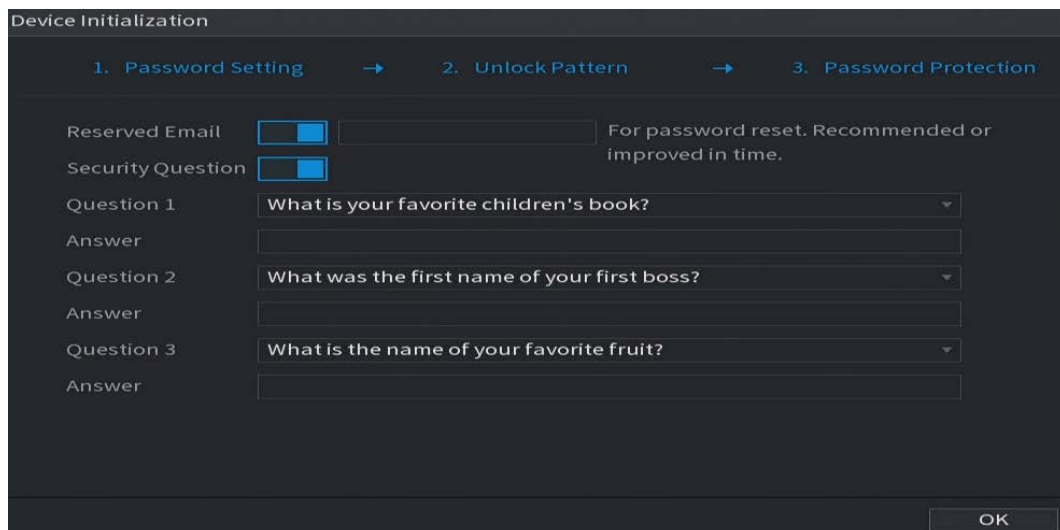 Device Initialization
1. Password Setting → 2. Unlock Pattern → 3. Password Protection
Reserved Email For password reset. Recommended or
improved in time.
Security Question
Question 1 What is your favorite children's book?
Answer
Question 2 What was the first name of your first boss?
Answer
Question 3 What is the name of your favorite fruit?
Answer
OK